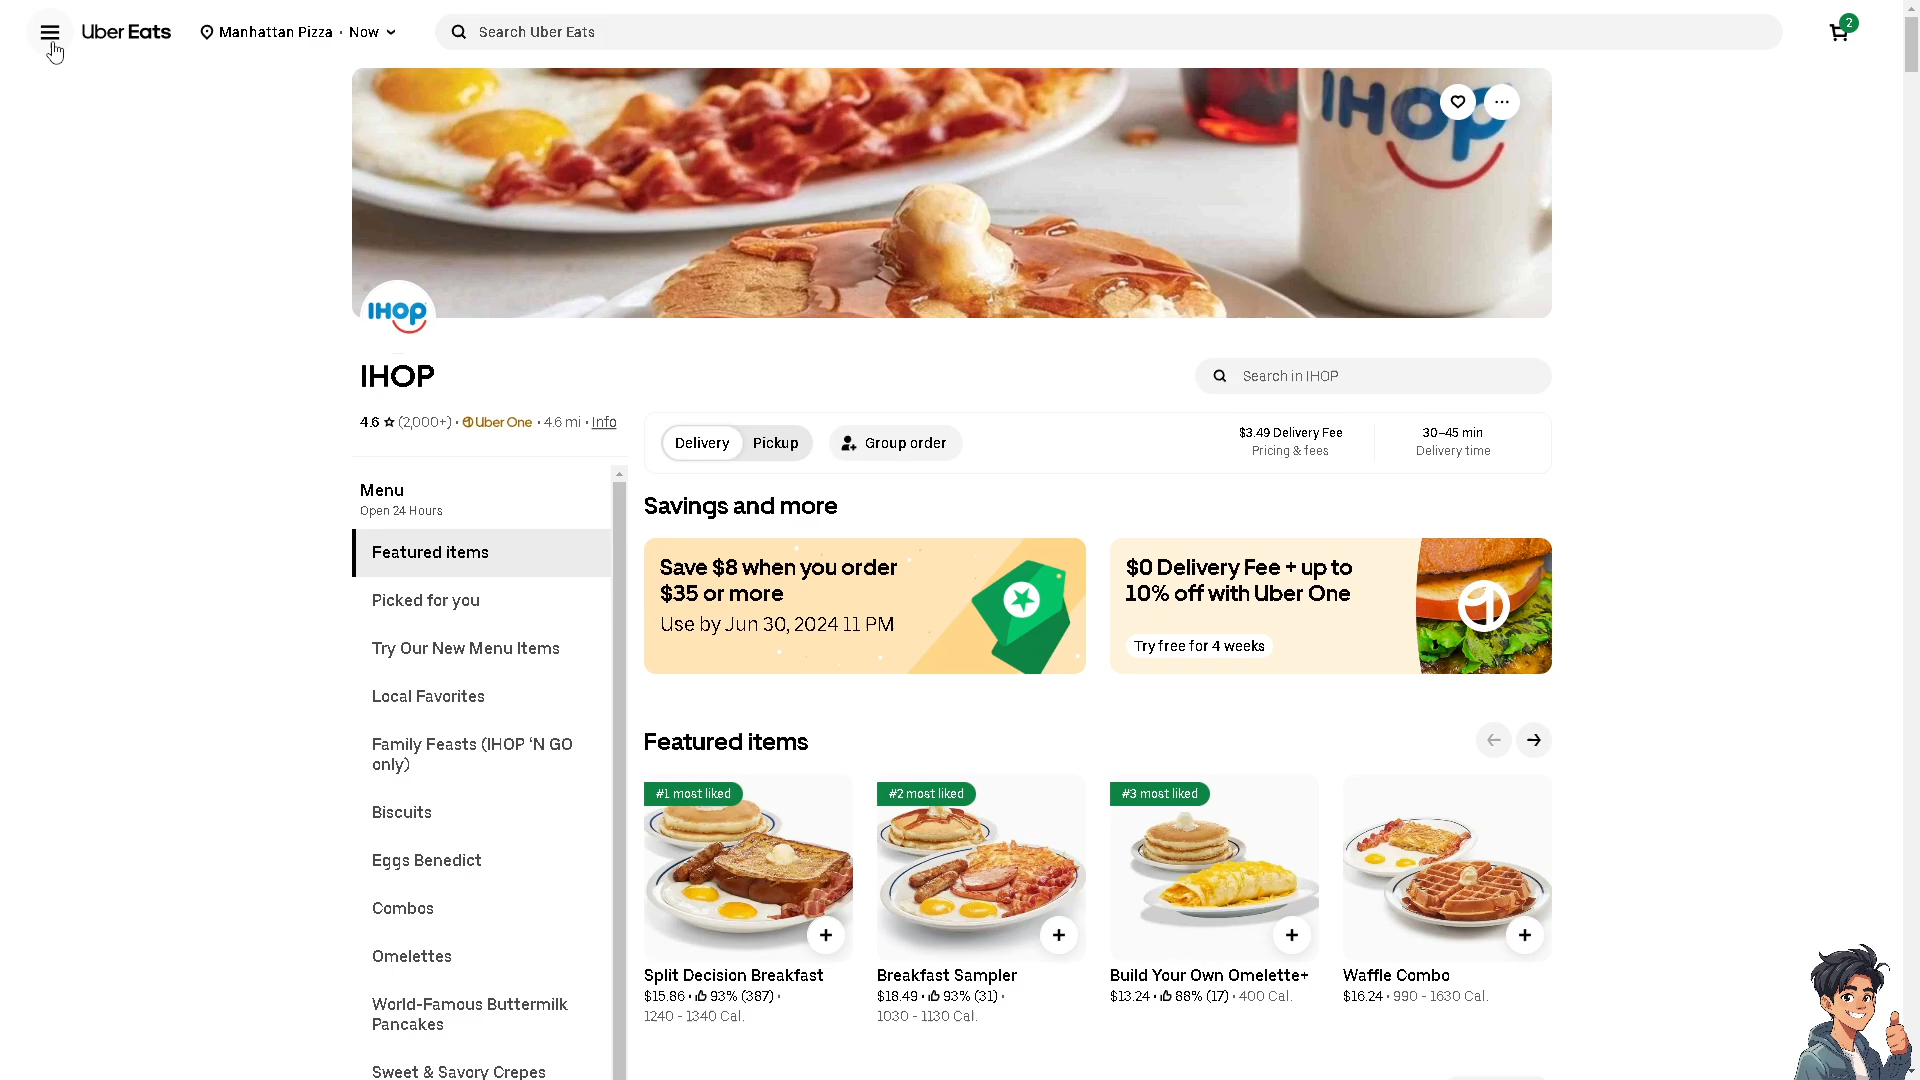 Uber Eats
Manhattan Pizza · Now
Search Uber Eats
2
IHOP
IHOP
IHOP
Search in IHOP
4.6 ★ (2,000+) • Uber One • 4.6 mi • Info
Delivery
Pickup
Group order
$3.49 Delivery Fee
Pricing & fees
30–45 min
Delivery time
Menu
Open 24 Hours
Featured items
Picked for you
Try Our New Menu Items
Local Favorites
Family Feasts (IHOP ‘N GO
only)
Biscuits
Eggs Benedict
Combos
Omelettes
World-Famous Buttermilk
Pancakes
Sweet & Savory Crepes
Savings and more
Save $8 when you order
$35 or more
Use by Jun 30, 2024 11 PM
$0 Delivery Fee + up to
10% off with Uber One
Try free for 4 weeks
Featured items
#1 most liked
Split Decision Breakfast
$15.86 • 93% (387) •
1240 - 1340 Cal.
#2 most liked
Breakfast Sampler
$18.49 • 93% (31) •
1030 - 1130 Cal.
#3 most liked
Build Your Own Omelette+
$13.24 • 88% (17) • 400 Cal.
Waffle Combo
$16.24 • 990 - 1630 Cal.